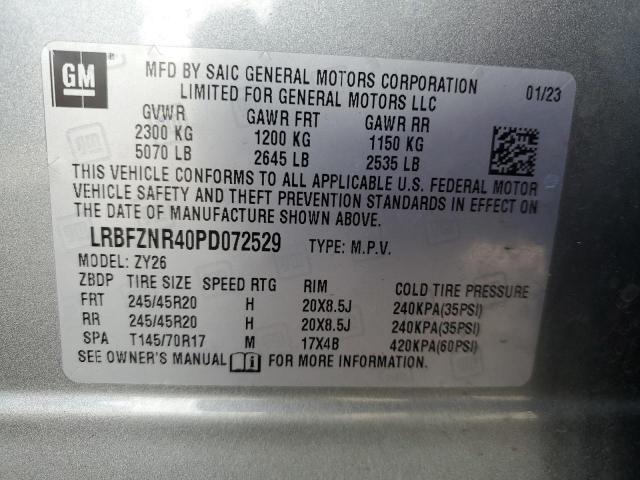 GM
MFD BY SAIC GENERAL MOTORS CORPORATION
LIMITED FOR GENERAL MOTORS LLC
01/23
GVWR GAWR FRT GAWR RR
2300 KG 1200 KG 1150 KG
5070 LB 2645 LB 2535 LB
THIS VEHICLE CONFORMS TO ALL APPLICABLE U.S. FEDERAL MOTOR
VEHICLE SAFETY AND THEFT PREVENTION STANDARDS IN EFFECT ON
THE DATE OF MANUFACTURE SHOWN ABOVE.
LRBFZNR40PD072529 TYPE: M.P.V.
MODEL: ZY26
ZBDP TIRE SIZE SPEED RTG RIM COLD TIRE PRESSURE
FRT 245/45R20 H 20X8.5J 240KPA(35PSI)
RR 245/45R20 H 20X8.5J 240KPA(35PSI)
SPA T145/70R17 M 17X4B 420KPA(60PSI)
SEE OWNER'S MANUAL FOR MORE INFORMATION.